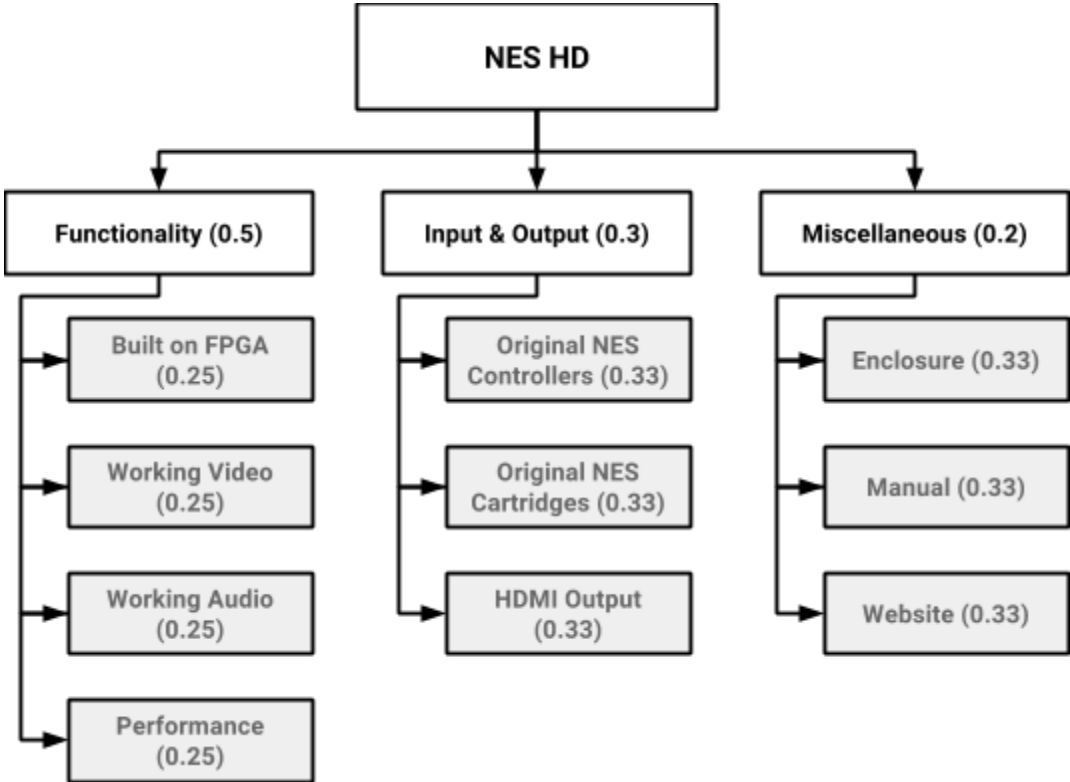 NES HD
Functionality (0.5)
Built on FPGA
(0.25)
Working Video
(0.25)
Working Audio
(0.25)
Performance
(0.25)
Input & Output (0.3)
Original NES
Controllers (0.33)
Original NES
Cartridges (0.33)
HDMI Output
(0.33)
Miscellaneous (0.2)
Enclosure (0.33)
Manual (0.33)
Website (0.33)